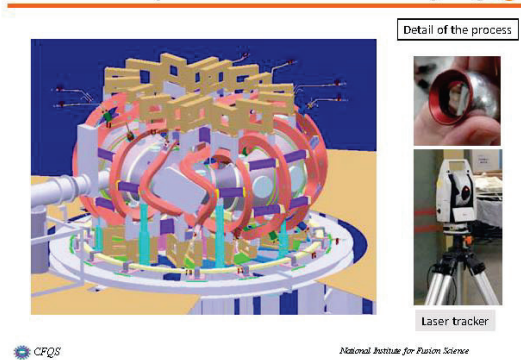 Detail of the process
Laser tracker
CFQS
National Institute for Fusion Science